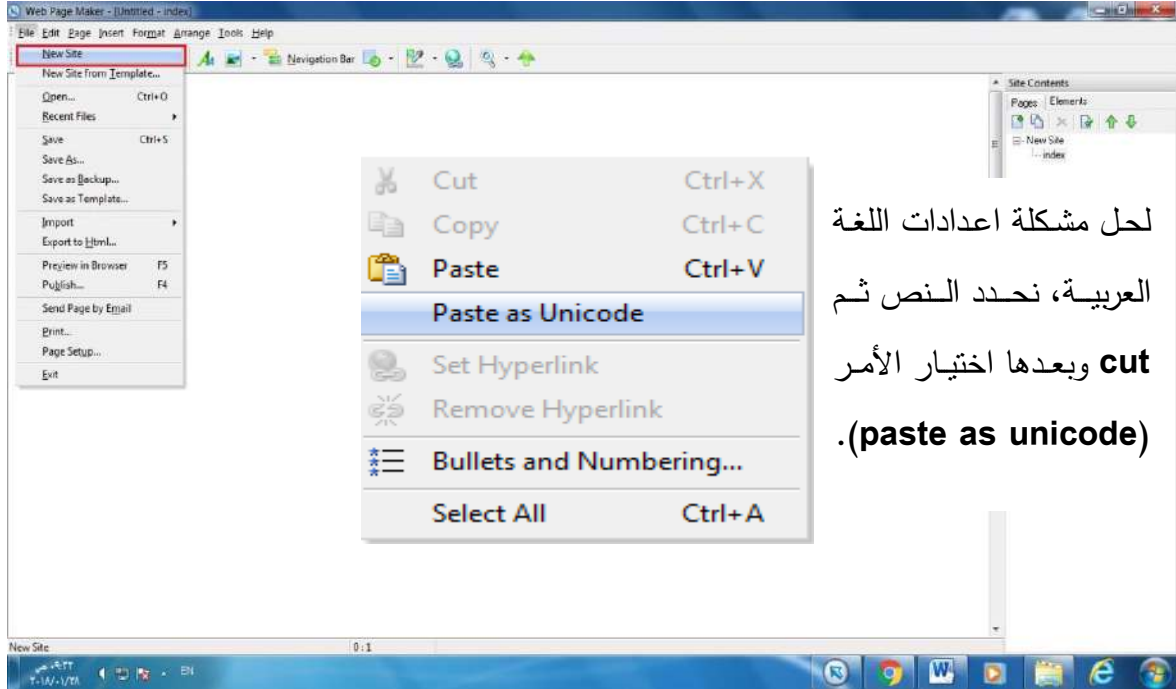 Web Page Maker - [Untitled - index]
File Edit Page Insert Format Arrange Tools Help
Navigation Bar
New Site
New Site from Template...
Open... Ctrl+O
Recent Files
Save Ctrl+S
Save As...
Save as Backup...
Save as Template...
Import
Export to Html...
Preview in Browser F5
Publish... F4
Send Page by Email
Print...
Page Setup...
Exit
Site Contents
Pages Elements
New Site
index
Cut Ctrl+X
Copy Ctrl+C
Paste Ctrl+V
Paste as Unicode
Set Hyperlink
Remove Hyperlink
Bullets and Numbering...
Select All Ctrl+A
لحل مشكلة اعدادات اللغة
العربية، نحدد النص ثم
cut وبعدها اختيار الأمر
(paste as unicode).
New Site 0:1
EN